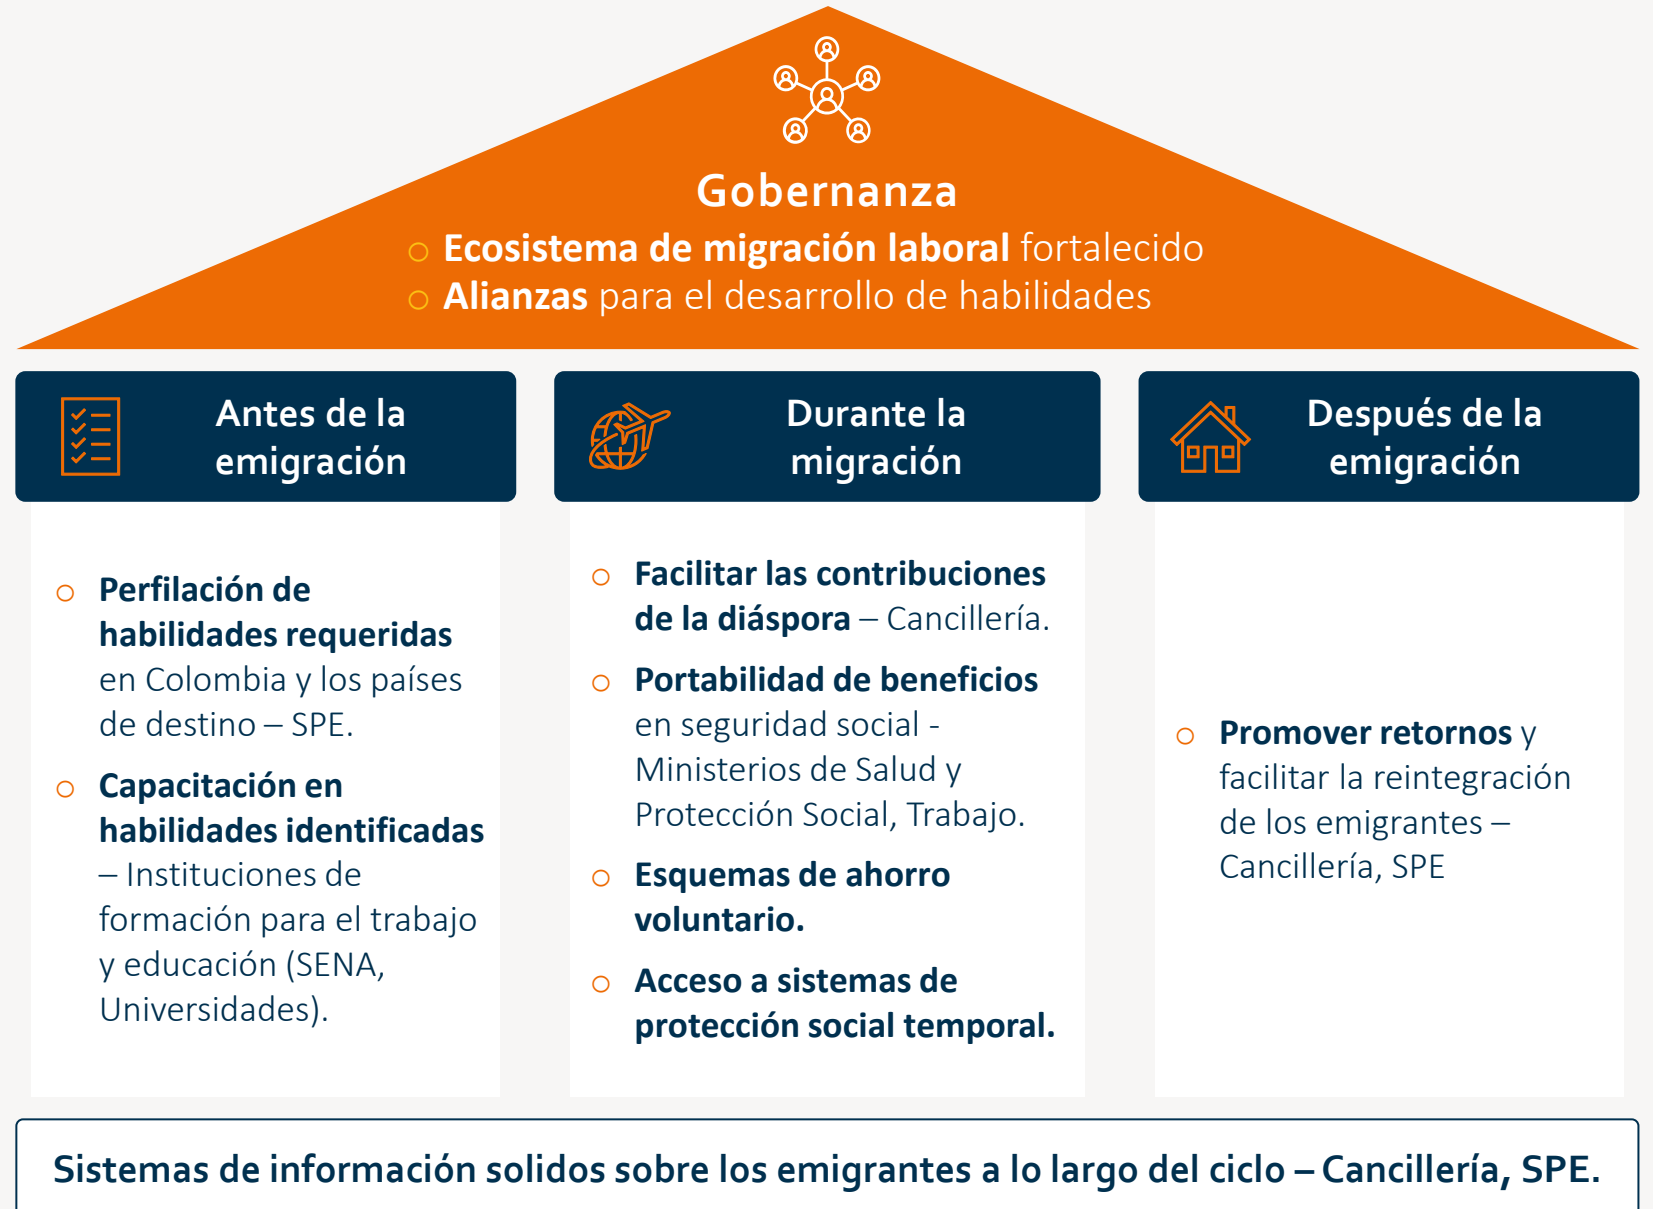 Gobernanza
o Ecosistema de migración laboral fortalecido
o Alianzas para el desarrollo de habilidades
Antes de la
emigración
o Perfilación de
habilidades requeridas
en Colombia y los países
de destino – SPE.
o Capacitación en
habilidades identificadas
– Instituciones de
formación para el trabajo
y educación (SENA,
Universidades).
Durante la
migración
o Facilitar las contribuciones
de la diáspora – Cancillería.
o Portabilidad de beneficios
en seguridad social -
Ministerios de Salud y
Protección Social, Trabajo.
o Esquemas de ahorro
voluntario.
o Acceso a sistemas de
protección social temporal.
Después de la
emigración
o Promover retornos y
facilitar la reintegración
de los emigrantes –
Cancillería, SPE
Sistemas de información solidos sobre los emigrantes a lo largo del ciclo – Cancillería, SPE.